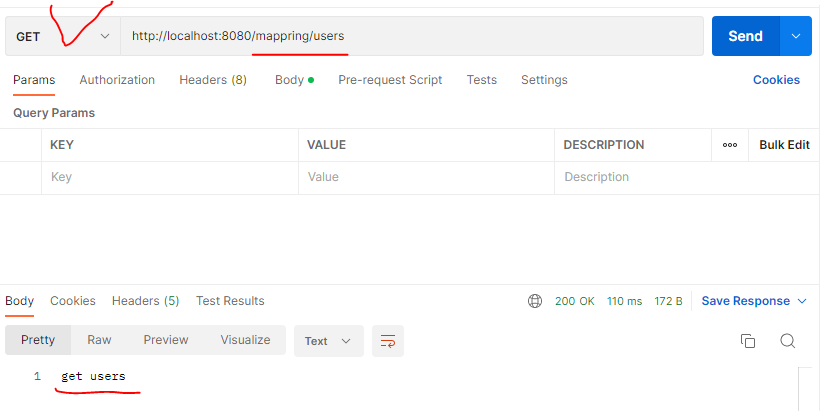 GET http://localhost:8080/mappring/users Send
Params Authorization Headers (8) Body Pre-request Script Tests Settings Cookies
Query Params
KEY VALUE DESCRIPTION ooo Bulk Edit
Key Value Description
Body Cookies Headers (5) Test Results 200 OK 110 ms 172 B Save Response
Pretty Raw Preview Visualize Text
1 get users